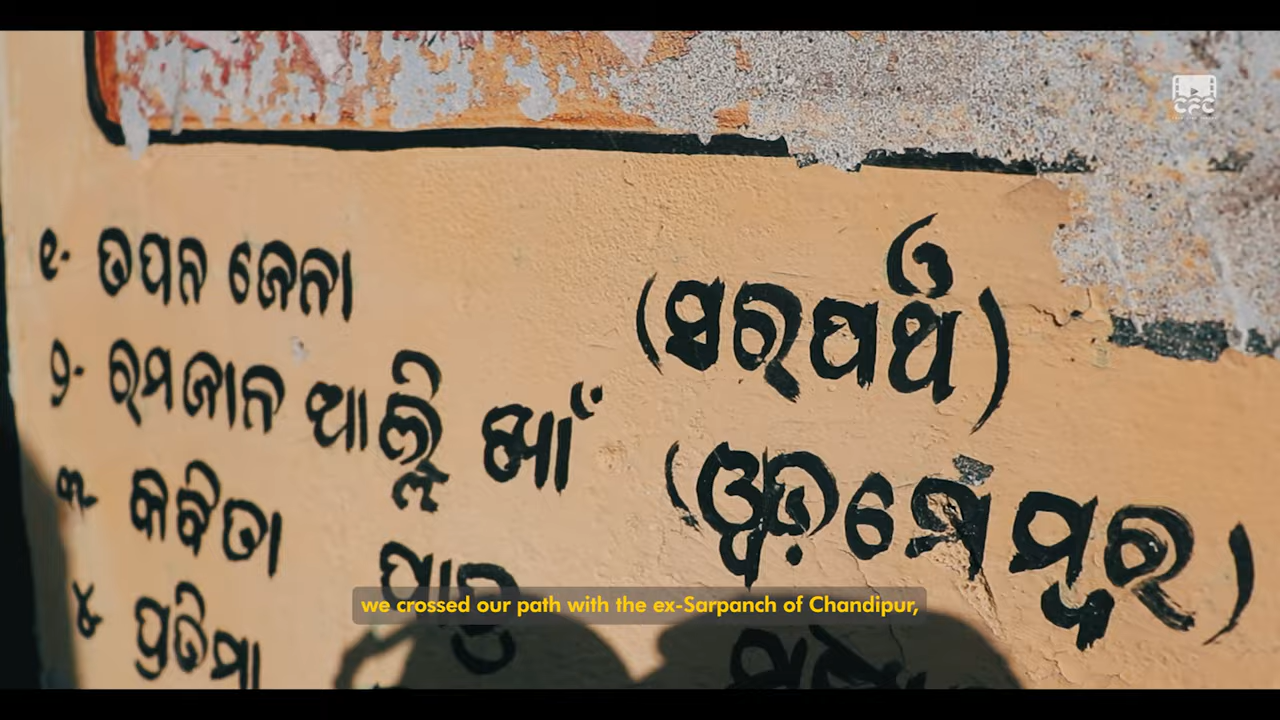 CFC
୧- ତପନ ଜେନା (ସରପଞ୍ଚ)
୨- ରମଜାନ ଆଲ୍ଲି ଖାଁ (ୱାଡ଼ମେମ୍ବର)
୩- କବିତା ପାତ୍ର
୪ ପ୍ରତିମା
we crossed our path with the ex-Sarpanch of Chandipur,